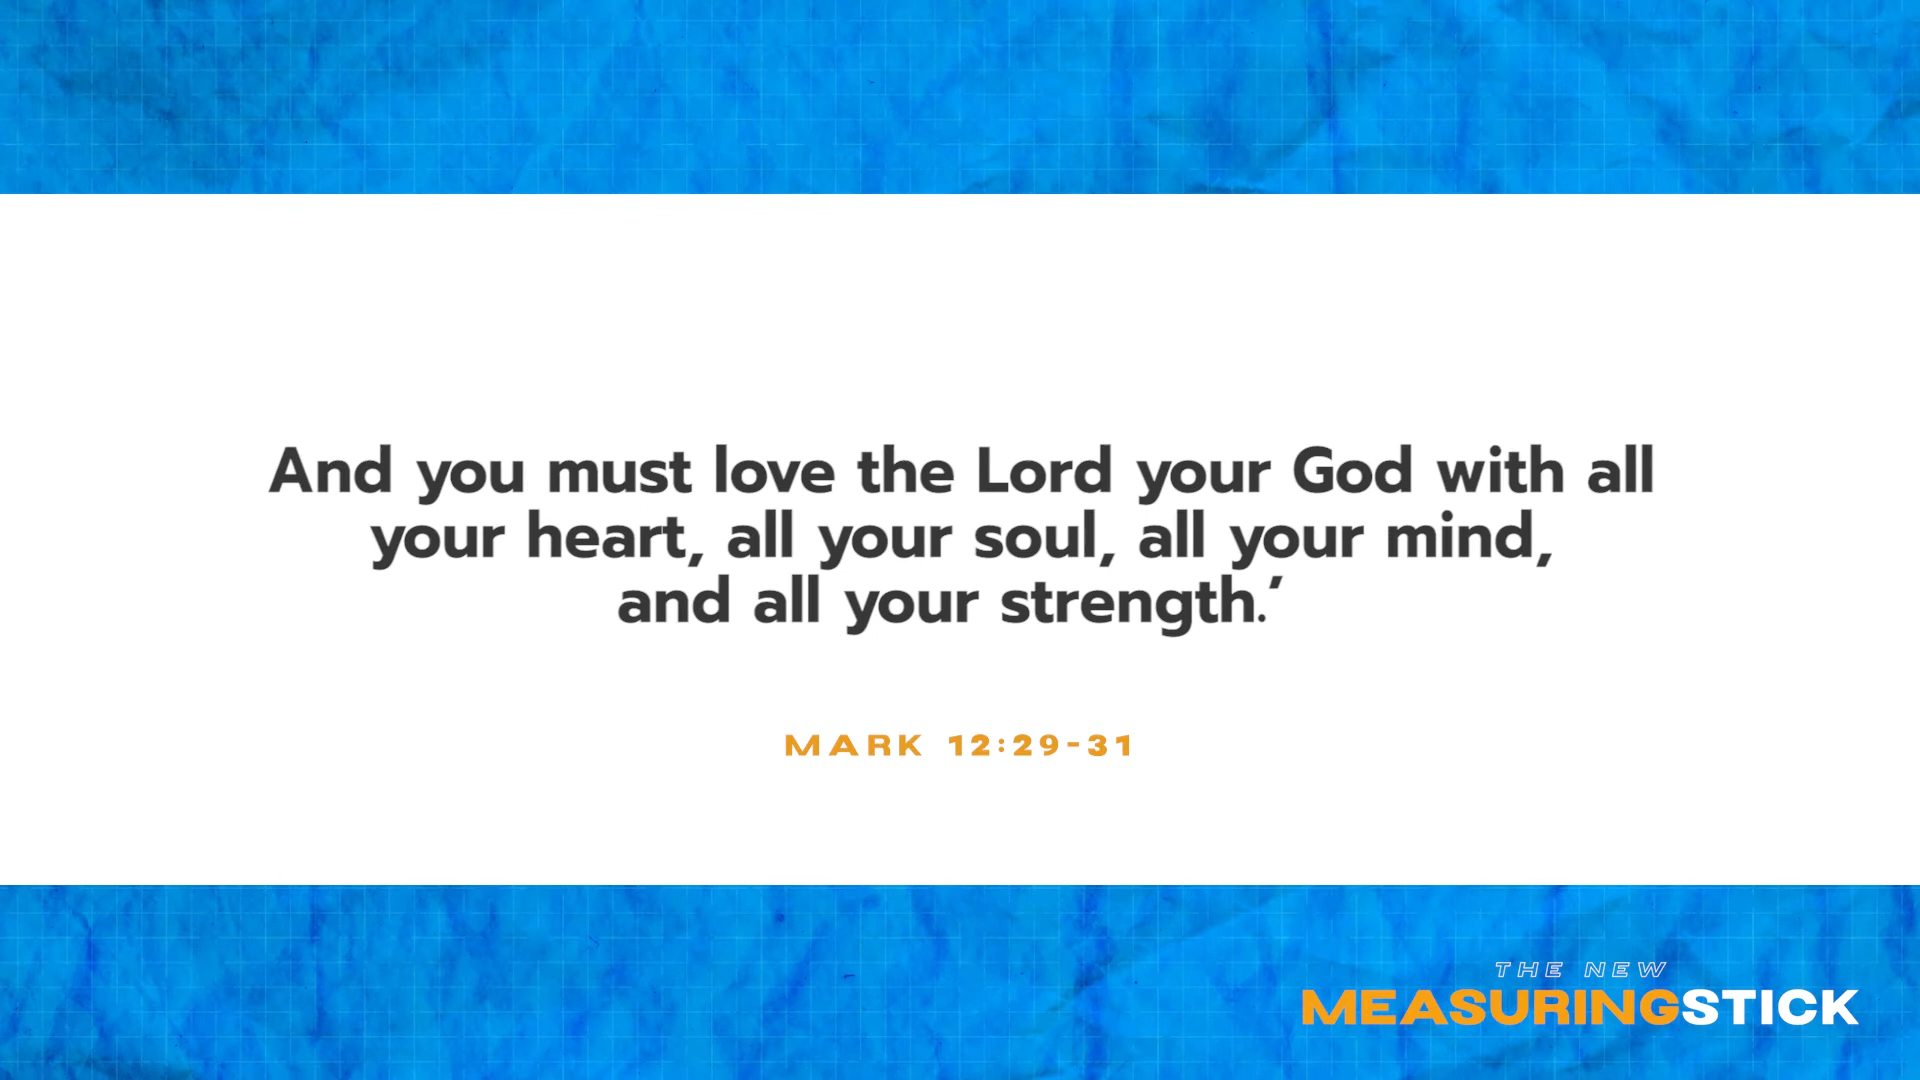 And you must love the Lord your God with all
your heart, all your soul, all your mind,
and all your strength.’
MARK 12:29-31
THE NEW
MEASURINGSTICK